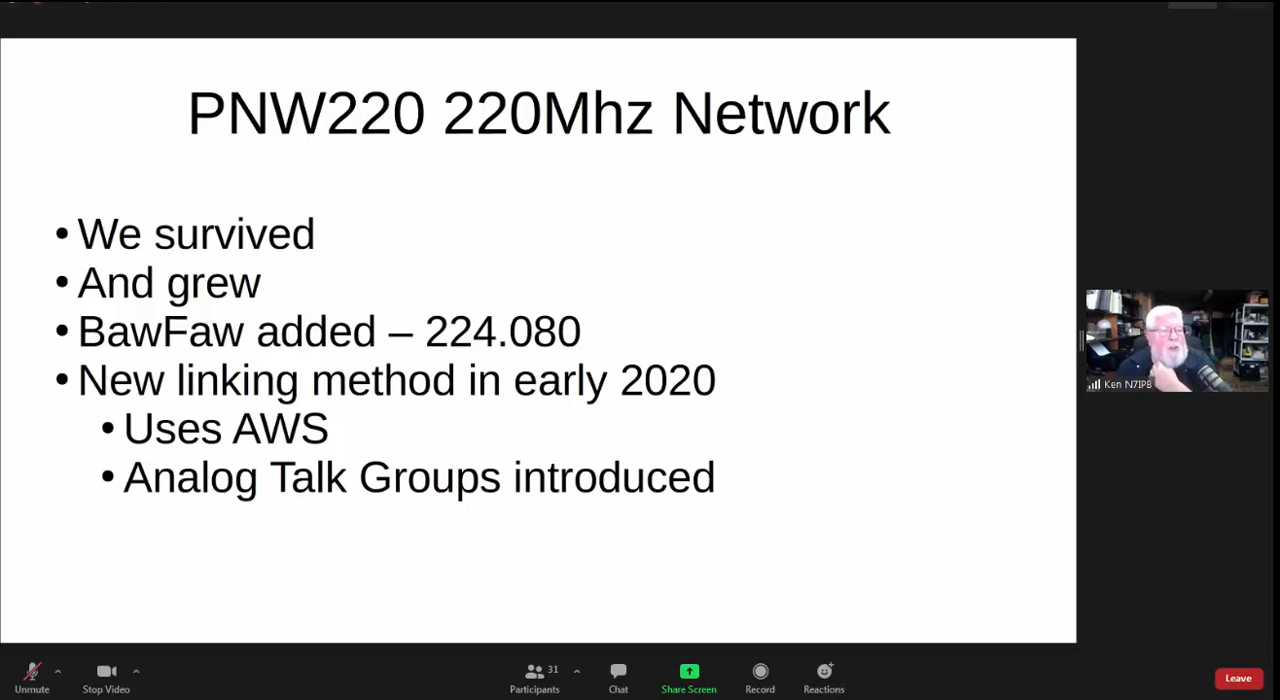 PNW220 220Mhz Network
• We survived
• And grew
• BawFaw added – 224.080
• New linking method in early 2020
• Uses AWS
• Analog Talk Groups introduced
Ken N7IPB
Unmute
Stop Video
31
Participants
Chat
Share Screen
Record
Reactions
Leave